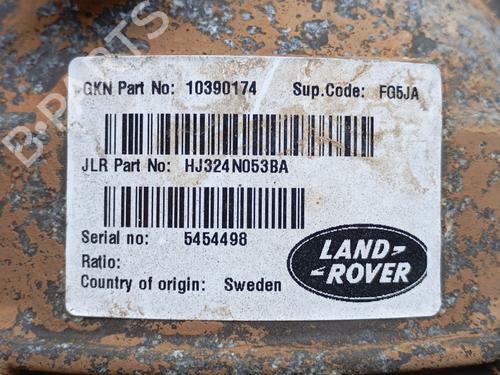 GKN Part No: 10390174 Sup.Code: FG5JA
JLR Part No: HJ324N053BA
Serial no: 5454498
Ratio:
Country of origin: Sweden
LAND-
-ROVER
B-PARTS